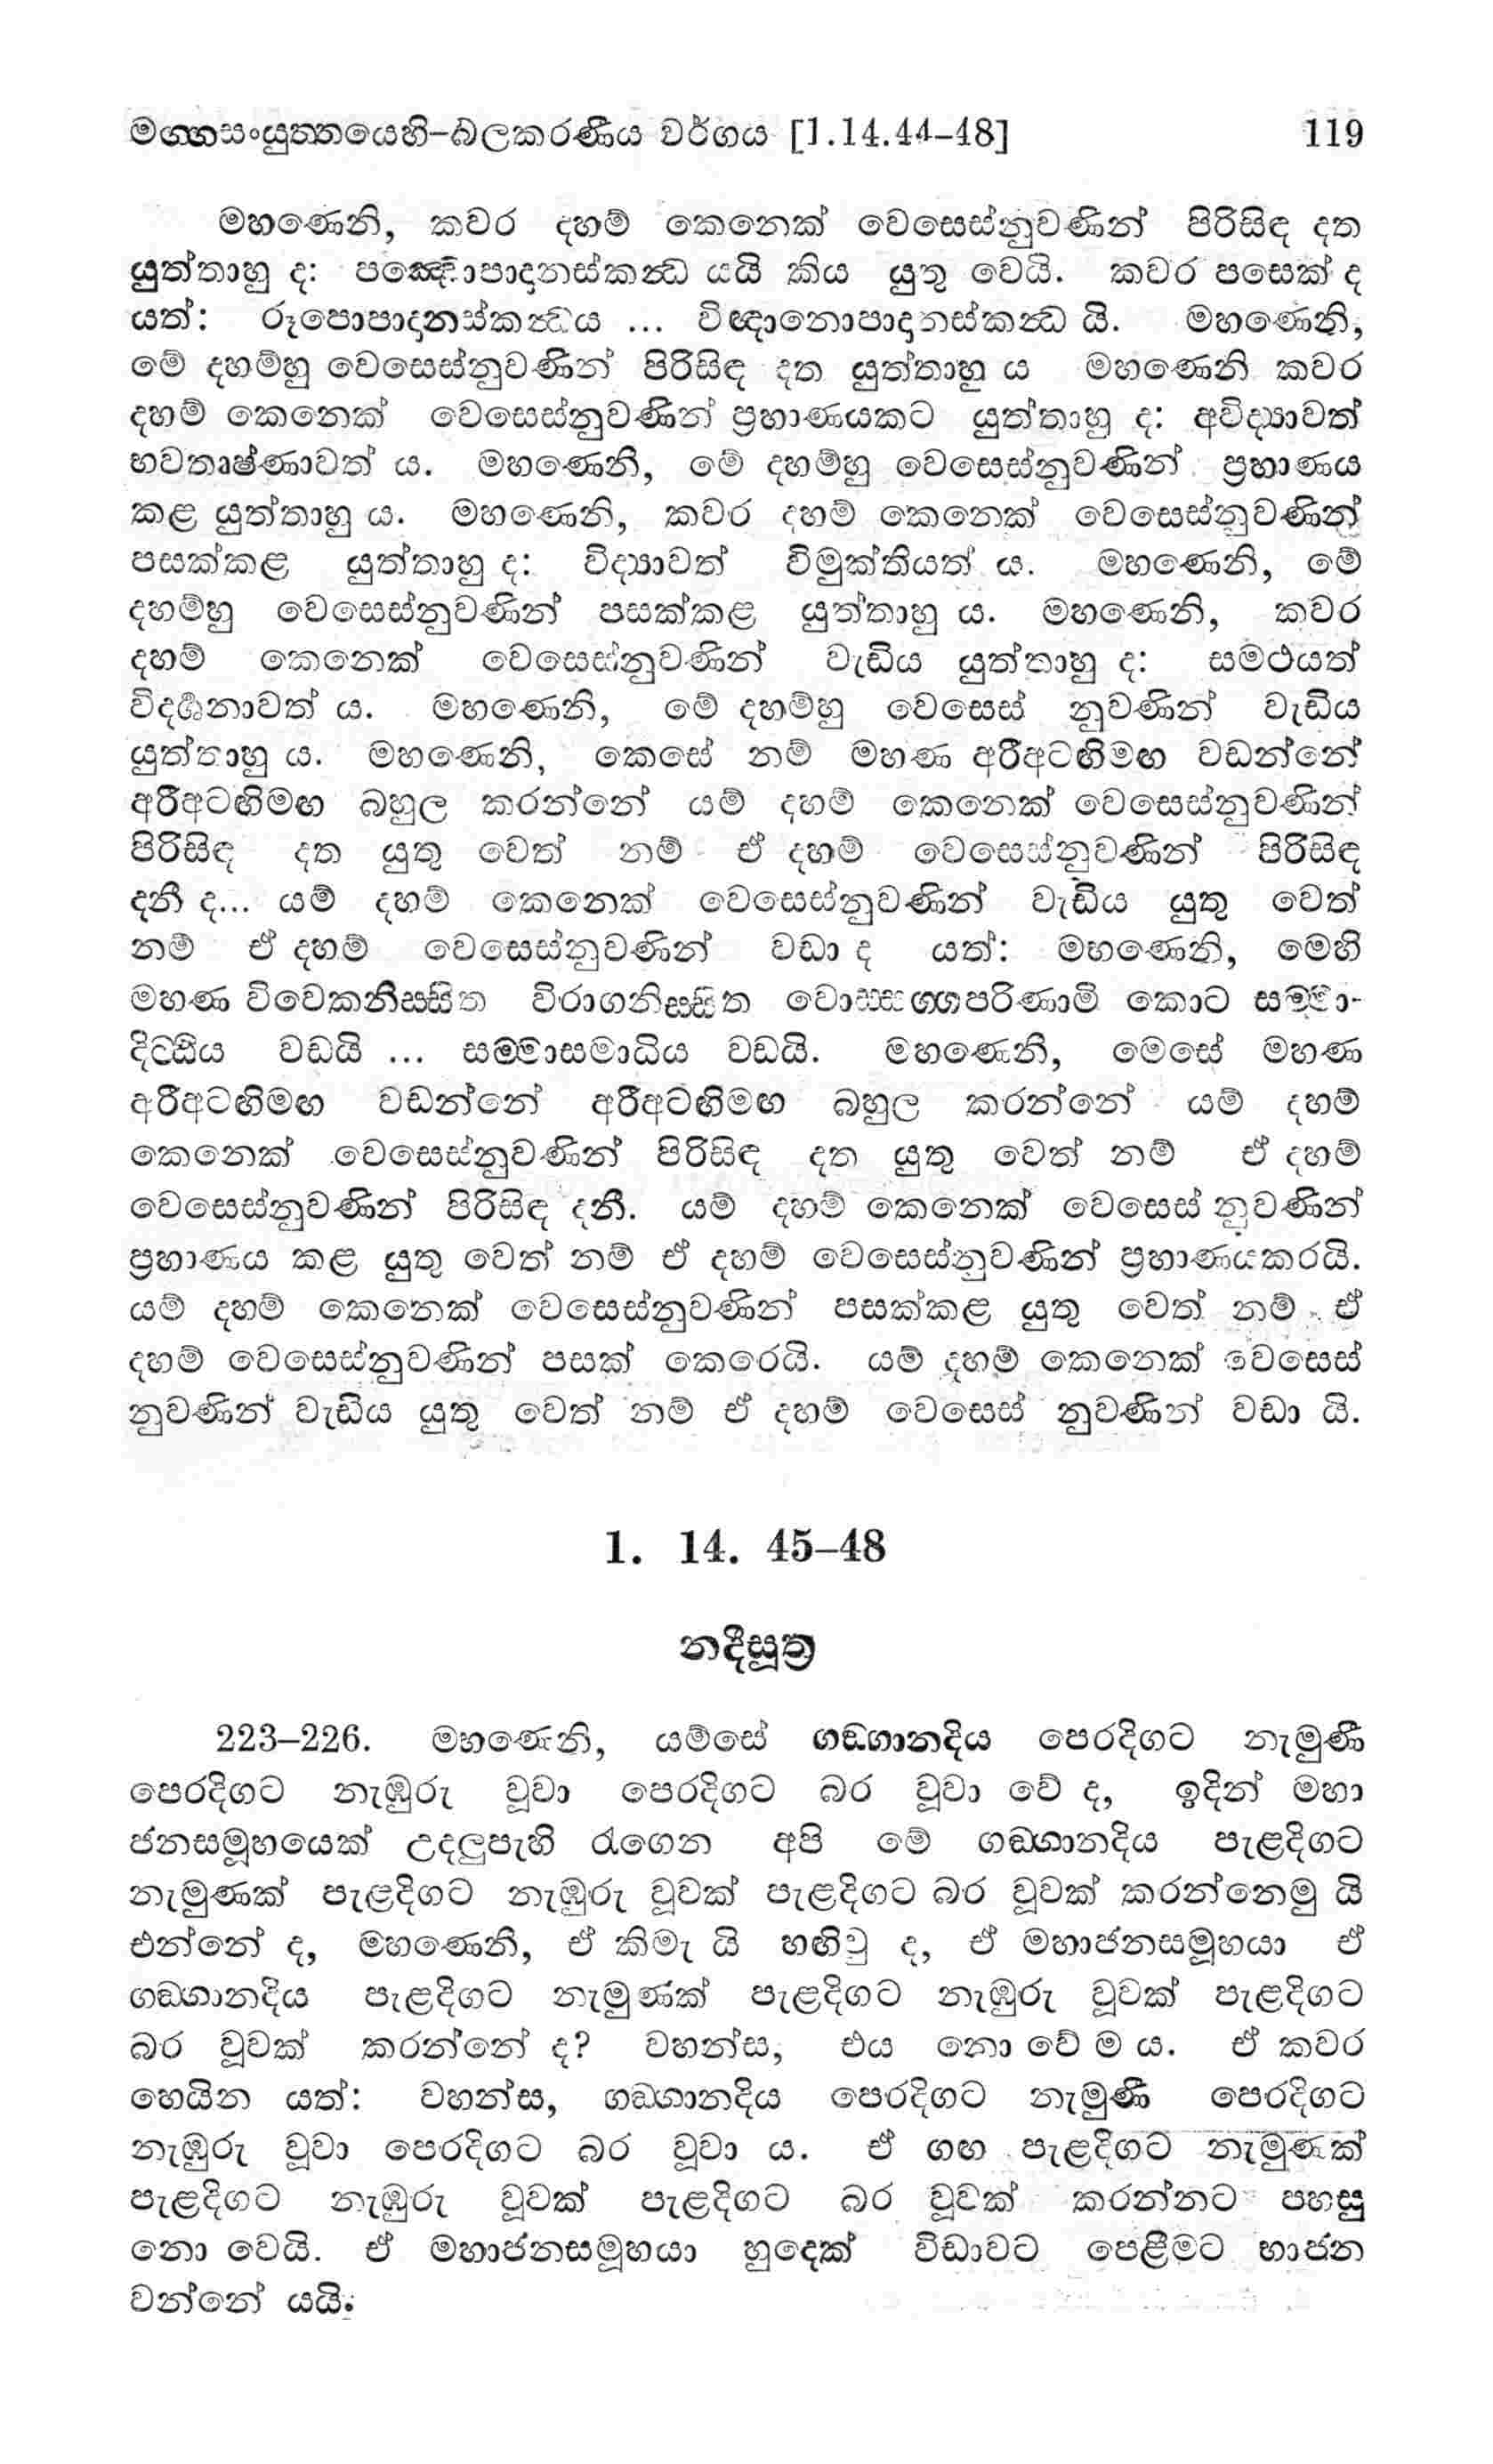 මග්ගසංයුත්තයෙහි–බලකරණීය වර්ගය [1.14.44–48] 119
මහණෙනි, කවර දහම් කෙනෙක් වෙසෙස්නුවණින් පිරිසිඳ දත
යුත්තාහු ද: පඤ්චොපාදානස්කන්ධ යයි කිය යුතු වෙයි. කවර පසෙක් ද
යත්: රූපොපාදානස්කන්ධය ... විඥානොපාදානස්කන්ධ යි. මහණෙනි,
මේ දහම්හු වෙසෙස්නුවණින් පිරිසිඳ දත යුත්තාහු ය මහණෙනි කවර
දහම් කෙනෙක් වෙසෙස්නුවණින් ප්‍රහාණයකට යුත්තාහු ද: අවිද්‍යාවත්
භවතෘෂ්ණාවත් ය. මහණෙනි, මේ දහම්හු වෙසෙස්නුවණින් ප්‍රහාණය
කළ යුත්තාහු ය. මහණෙනි, කවර දහම් කෙනෙක් වෙසෙස්නුවණින්
පසක්කළ යුත්තාහු ද: විද්‍යාවත් විමුක්තියත් ය. මහණෙනි, මේ
දහම්හු වෙසෙස්නුවණින් පසක්කළ යුත්තාහු ය. මහණෙනි, කවර
දහම් කෙනෙක් වෙසෙස්නුවණින් වැඩිය යුත්තාහු ද: සමථයත්
විදර්‍ශනාවත් ය. මහණෙනි, මේ දහම්හු වෙසෙස් නුවණින් වැඩිය
යුත්තාහු ය. මහණෙනි, කෙසේ නම් මහණ අරීඅටඟිමඟ වඩන්නේ
අරීඅටඟිමඟ බහුල කරන්නේ යම් දහම් කෙනෙක් වෙසෙස්නුවණින්
පිරිසිඳ දත යුතු වෙත් නම් ඒ දහම් වෙසෙස්නුවණින් පිරිසිඳ
දනී ද... යම් දහම් කෙනෙක් වෙසෙස්නුවණින් වැඩිය යුතු වෙත්
නම් ඒ දහම් වෙසෙස්නුවණින් වඩා ද යත්: මහණෙනි, මෙහි
මහණ විවෙකනිස්සිත විරාගනිස්සිත වොස්සග්ගපරිණාමි කොට සම්මා-
දිට්ඨිය වඩයි ... සම්මාසමාධිය වඩයි. මහණෙනි, මෙසේ මහණ
අරීඅටඟිමඟ වඩන්නේ අරීඅටඟිමඟ බහුල කරන්නේ යම් දහම්
කෙනෙක් වෙසෙස්නුවණින් පිරිසිඳ දත යුතු වෙත් නම් ඒ දහම්
වෙසෙස්නුවණින් පිරිසිඳ දනී. යම් දහම් කෙනෙක් වෙසෙස් නුවණින්
ප්‍රහාණය කළ යුතු වෙත් නම් ඒ දහම් වෙසෙස්නුවණින් ප්‍රහාණයකරයි.
යම් දහම් කෙනෙක් වෙසෙස්නුවණින් පසක්කළ යුතු වෙත් නම් ඒ
දහම් වෙසෙස්නුවණින් පසක් කෙරෙයි. යම් දහම් කෙනෙක් වෙසෙස්
නුවණින් වැඩිය යුතු වෙත් නම් ඒ දහම් වෙසෙස් නුවණින් වඩා යි.
1. 14. 45–48
නදීසූත්‍ර
223–226. මහණෙනි, යම්සේ ගඞ්ගානදිය පෙරදිගට නැමුණී
පෙරදිගට නැඹුරු වූවා පෙරදිගට බර වූවා වේ ද, ඉදින් මහා
ජනසමූහයෙක් උදලුපැහි රැගෙන අපි මේ ගඞ්ගානදිය පැළදිගට
නැමුණක් පැළදිගට නැඹුරු වූවක් පැළදිගට බර වූවක් කරන්නෙමු යි
එන්නේ ද, මහණෙනි, ඒ කිමැ යි හඟිවු ද, ඒ මහාජනසමූහයා ඒ
ගඞ්ගානදිය පැළදිගට නැමුණක් පැළදිගට නැඹුරු වූවක් පැළදිගට
බර වූවක් කරන්නේ ද? වහන්ස, එය නො වේ ම ය. ඒ කවර
හෙයින යත්: වහන්ස, ගඞ්ගානදිය පෙරදිගට නැමුණී පෙරදිගට
නැඹුරු වූවා පෙරදිගට බර වූවා ය. ඒ ගඟ පැළදිගට නැමුණක්
පැළදිගට නැඹුරු වූවක් පැළදිගට බර වූවක් කරන්නට පහසු
නො වෙයි. ඒ මහාජනසමූහයා හුදෙක් විඩාවට පෙළීමට භාජන
වන්නේ යයි.